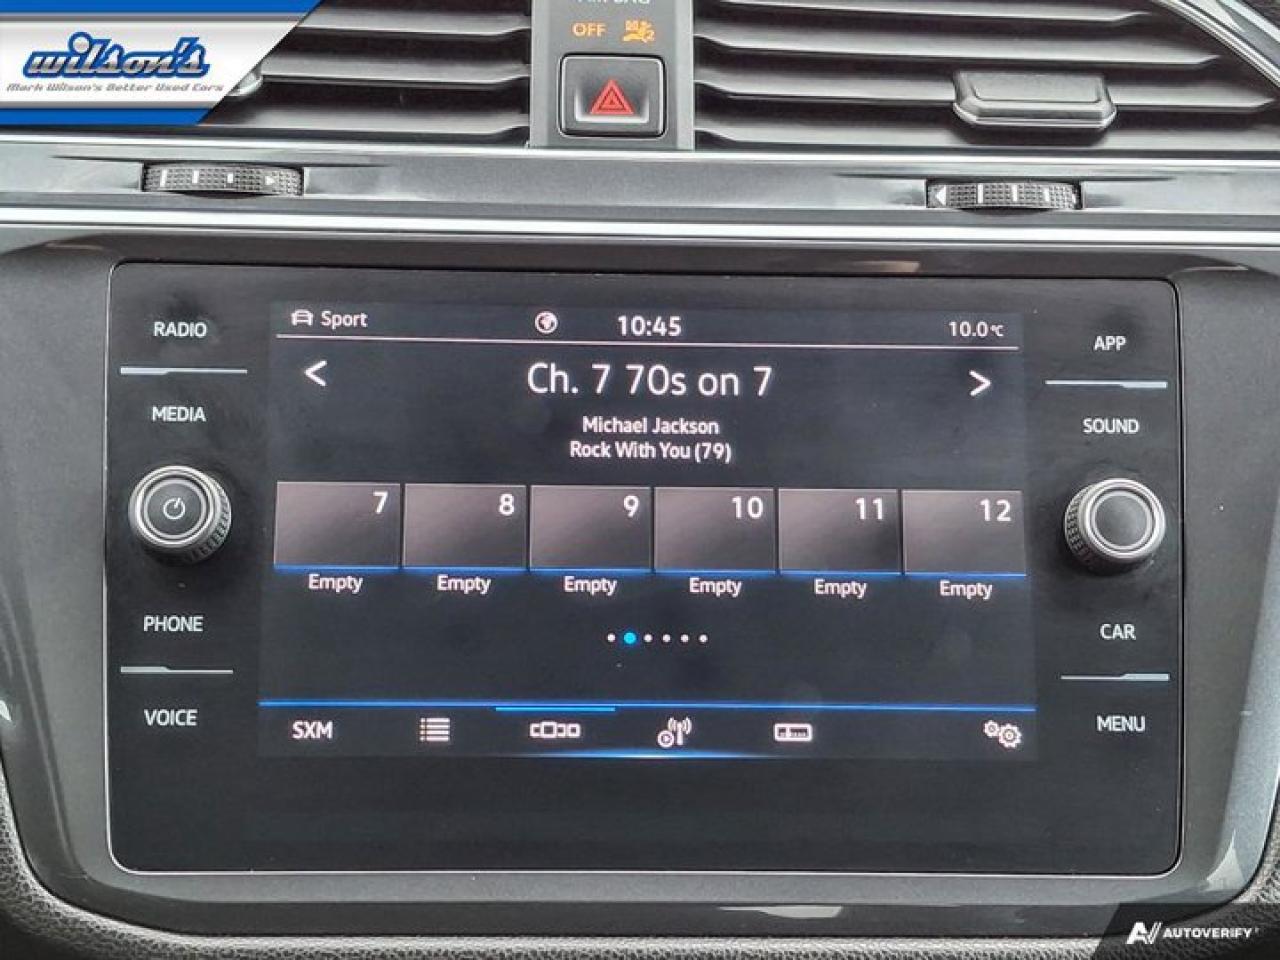 wilson's
Mark Wilson's Better Used Cars
AIRBAG
OFF
2
RADIO
MEDIA
PHONE
VOICE
Sport
10:45
10.0°C
< Ch. 7 70s on 7 >
Michael Jackson
Rock With You (79)
7 8 9 10 11 12
Empty Empty Empty Empty Empty Empty
SXM
APP
SOUND
CAR
MENU
AUTOVERIFY